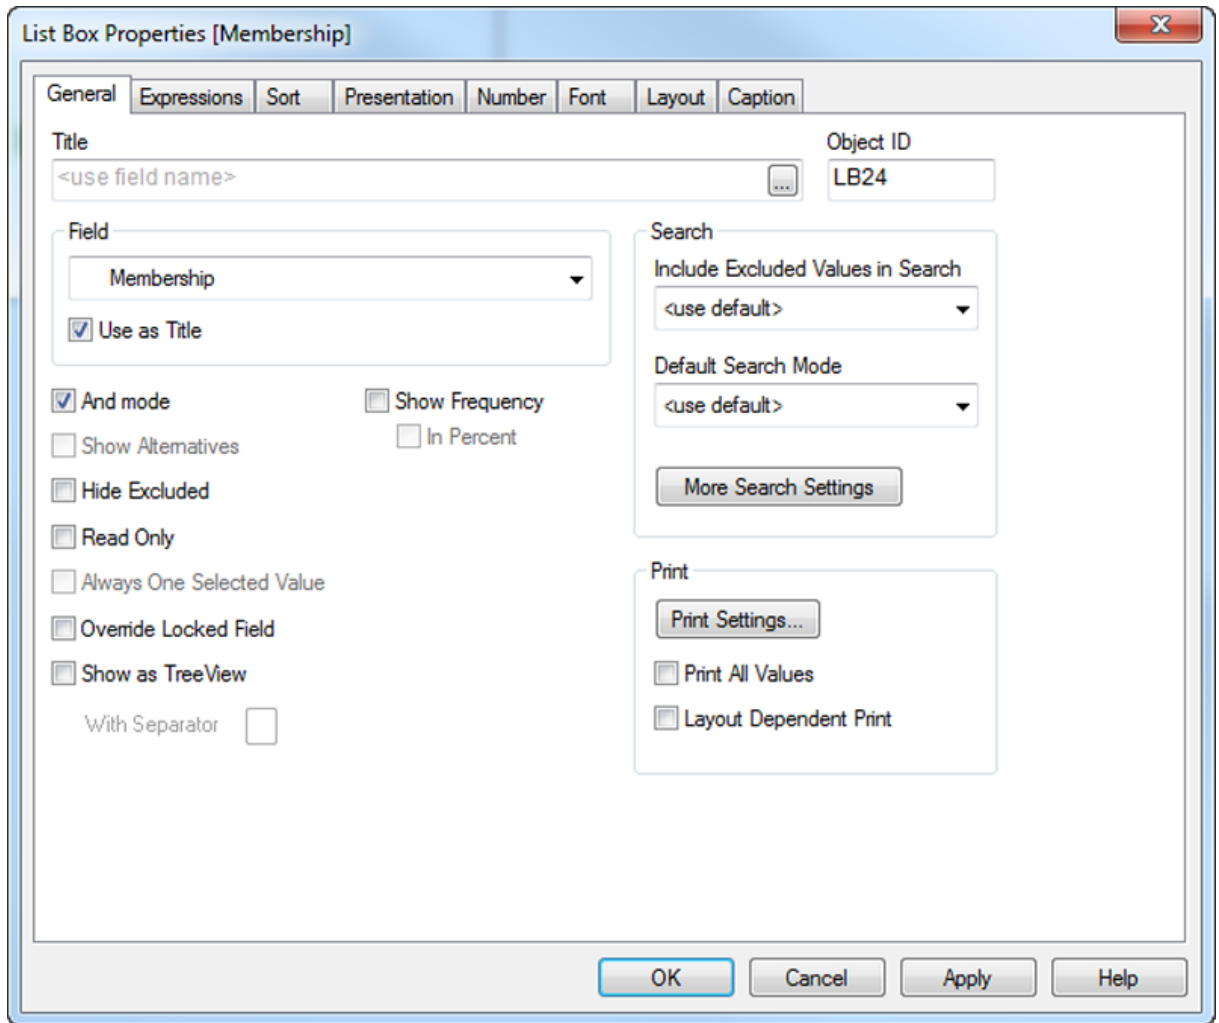 List Box Properties [Membership]
General Expressions Sort Presentation Number Font Layout Caption
Title
<use field name>
...
Object ID
LB24
Field
Membership
Use as Title
And mode
Show Alternatives
Hide Excluded
Read Only
Always One Selected Value
Override Locked Field
Show as TreeView
With Separator
Show Frequency
In Percent
Search
Include Excluded Values in Search
<use default>
Default Search Mode
<use default>
More Search Settings
Print
Print Settings...
Print All Values
Layout Dependent Print
OK Cancel Apply Help